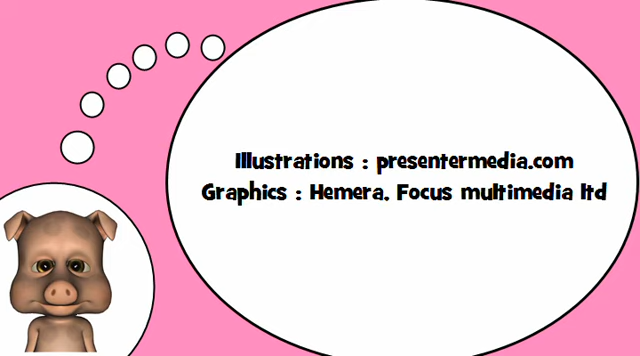 Illustrations : presentermedia.com
Graphics : Hemera. Focus multimedia ltd